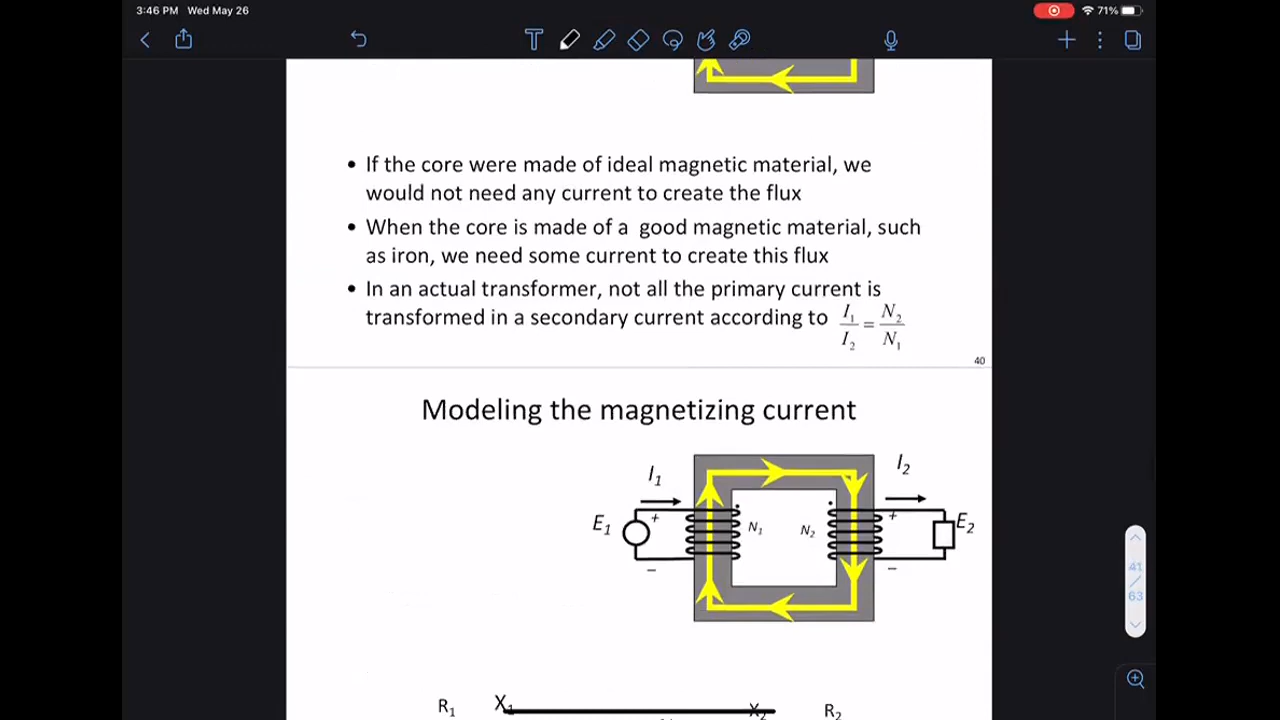 3:46 PM Wed May 26
71%
T
• If the core were made of ideal magnetic material, we
would not need any current to create the flux
• When the core is made of a good magnetic material, such
as iron, we need some current to create this flux
• In an actual transformer, not all the primary current is
transformed in a secondary current according to I₁/I₂ = N₂/N₁
40
Modeling the magnetizing current
I₁
I₂
E₁
+
N₁
N₂
+
E₂
−
−
41
/
63
R₁
X₁
X₂
R₂